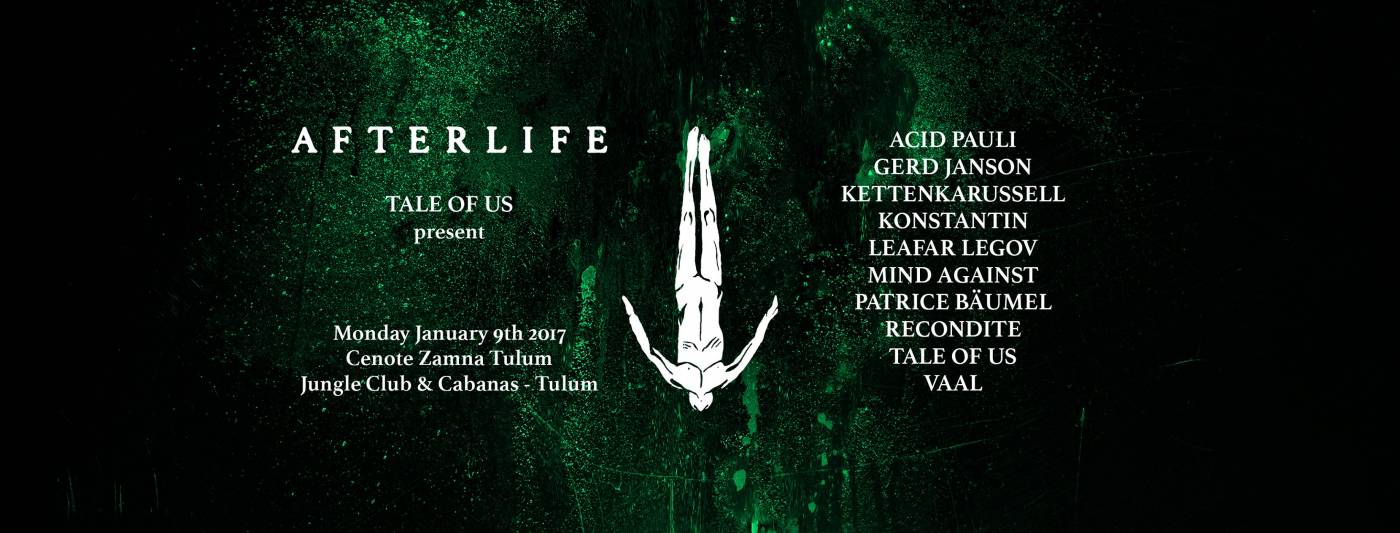 AFTERLIFE
TALE OF US
present
Monday January 9th 2017
Cenote Zamna Tulum
Jungle Club & Cabanas - Tulum
ACID PAULI
GERD JANSON
KETTENKARUSSELL
KONSTANTIN
LEAFAR LEGOV
MIND AGAINST
PATRICE BÄUMEL
RECONDITE
TALE OF US
VAAL